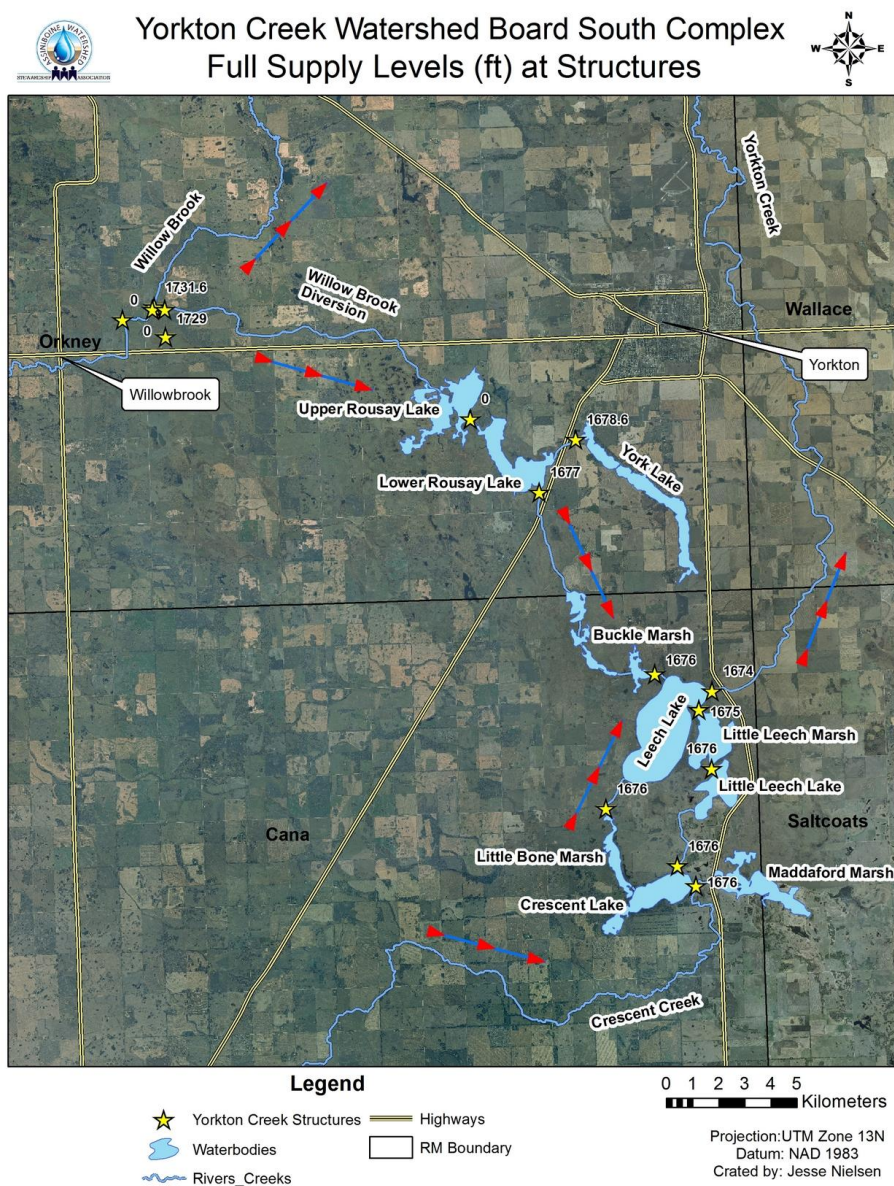 Yorkton Creek Watershed Board South Complex
Full Supply Levels (ft) at Structures
ASSINIBOINE WATERSHED
STEWARDSHIP ASSOCIATION
N
W
E
S
Yorkton Creek
Willow Brook
Willow Brook
Diversion
0
1731.6
Wallace
Orkney
0
1729
Yorkton
Willowbrook
Upper Rousay Lake
0
1678.6
York Lake
1677
Lower Rousay Lake
Buckle Marsh
1676
1674
1675
Leech Lake
Little Leech Marsh
1676
1676
Little Leech Lake
Cana
Saltcoats
1676
Little Bone Marsh
Maddaford Marsh
1676
Crescent Lake
Crescent Creek
Legend
Yorkton Creek Structures
Highways
Waterbodies
RM Boundary
Rivers_Creeks
0 1 2 3 4 5
Kilometers
Projection:UTM Zone 13N
Datum: NAD 1983
Crated by: Jesse Nielsen